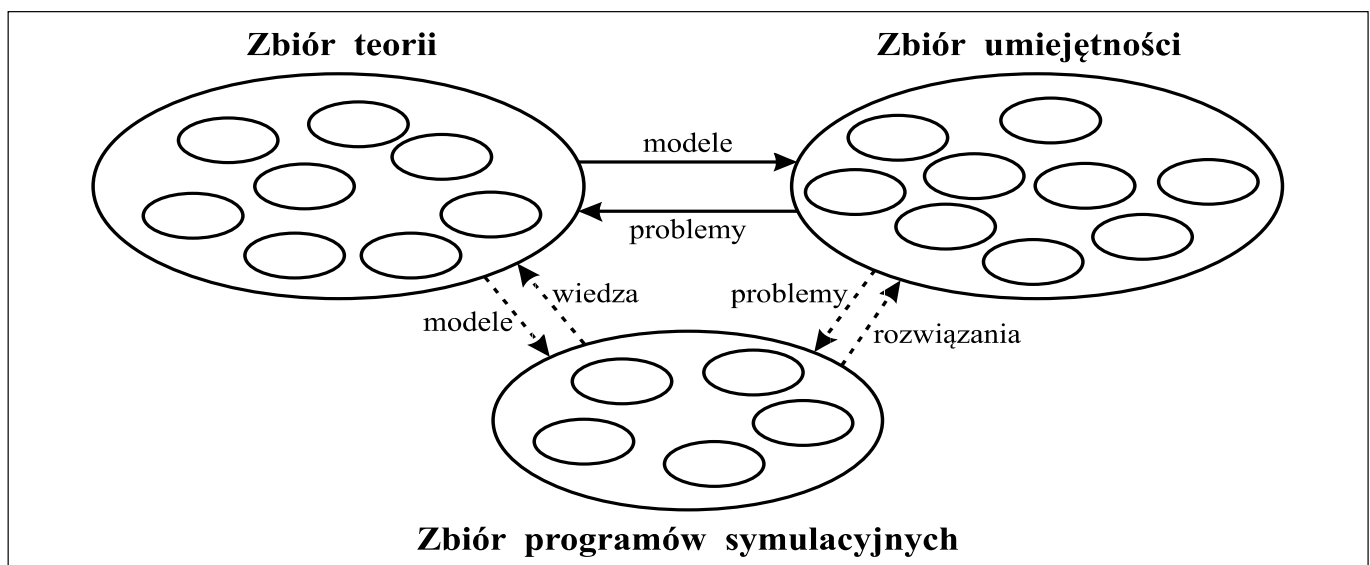 Zbiór teorii
Zbiór umiejętności
modele
problemy
wiedza
problemy
modele
rozwiązania
Zbiór programów symulacyjnych